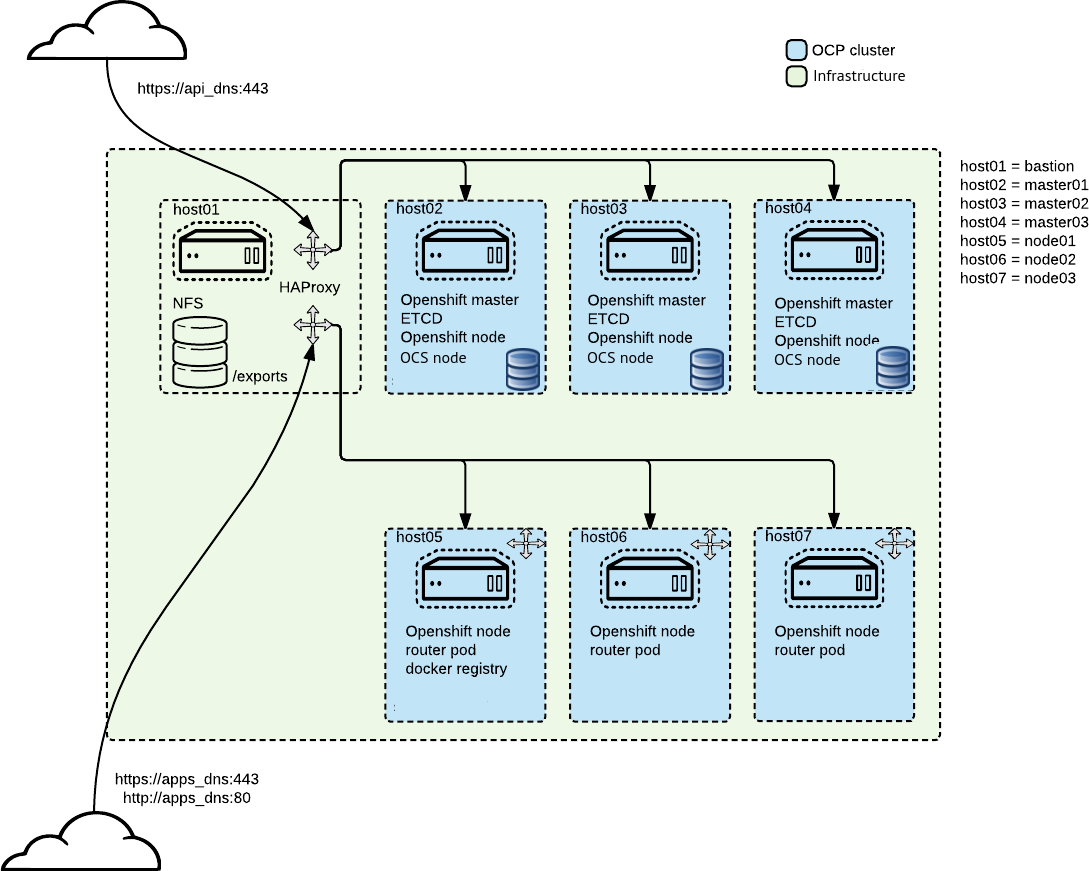 OCP cluster
Infrastructure
https://api_dns:443
host01 = bastion
host02 = master01
host03 = master02
host04 = master03
host05 = node01
host06 = node02
host07 = node03
host01
HAProxy
NFS
/exports
host02
Openshift master
ETCD
Openshift node
OCS node
host03
Openshift master
ETCD
Openshift node
OCS node
host04
Openshift master
ETCD
Openshift node
OCS node
host05
Openshift node
router pod
docker registry
host06
Openshift node
router pod
host07
Openshift node
router pod
https://apps_dns:443
http://apps_dns:80